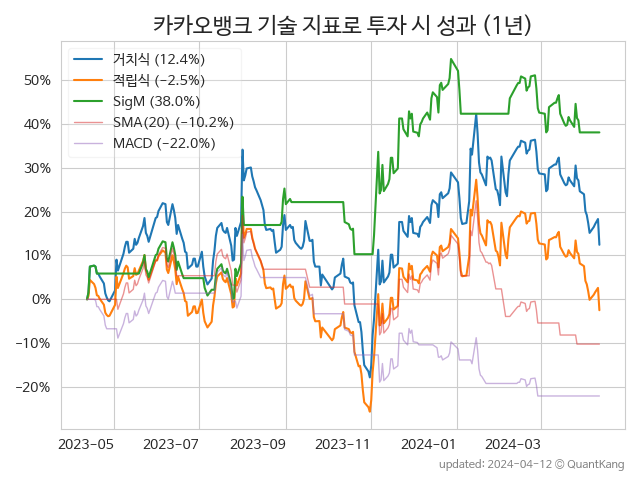 카카오뱅크 기술 지표로 투자 시 성과 (1년)
거치식 (12.4%)
적립식 (−2.5%)
SigM (38.0%)
SMA(20) (−10.2%)
MACD (−22.0%)
50%
40%
30%
20%
10%
0%
−10%
−20%
2023-05 2023-07 2023-09 2023-11 2024-01 2024-03
updated: 2024-04-12 © QuantKang